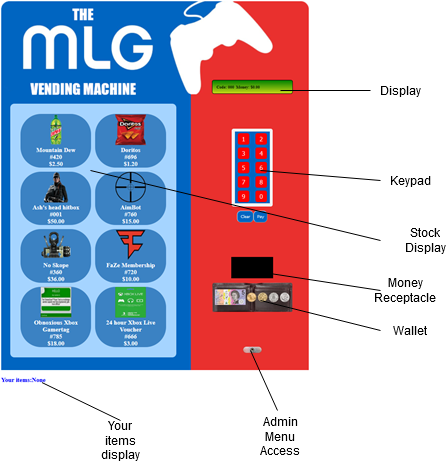 THE
MLG
VENDING MACHINE
Mountain Dew
#420
$2.50
Doritos
#696
$1.20
Ash's head hitbox
#001
$50.00
AimBot
#760
$15.00
No Skope
#360
$36.00
FaZe Membership
#720
$10.00
Obnoxious Xbox
Gamertag
#785
$18.00
24 hour Xbox Live
Voucher
#666
$3.00
Your items:None
1 2
3 4
5 6
7 8
9 0
Clear Pay
Display
Keypad
Stock
Display
Money
Receptacle
Wallet
Admin
Menu
Access
Your
items
display